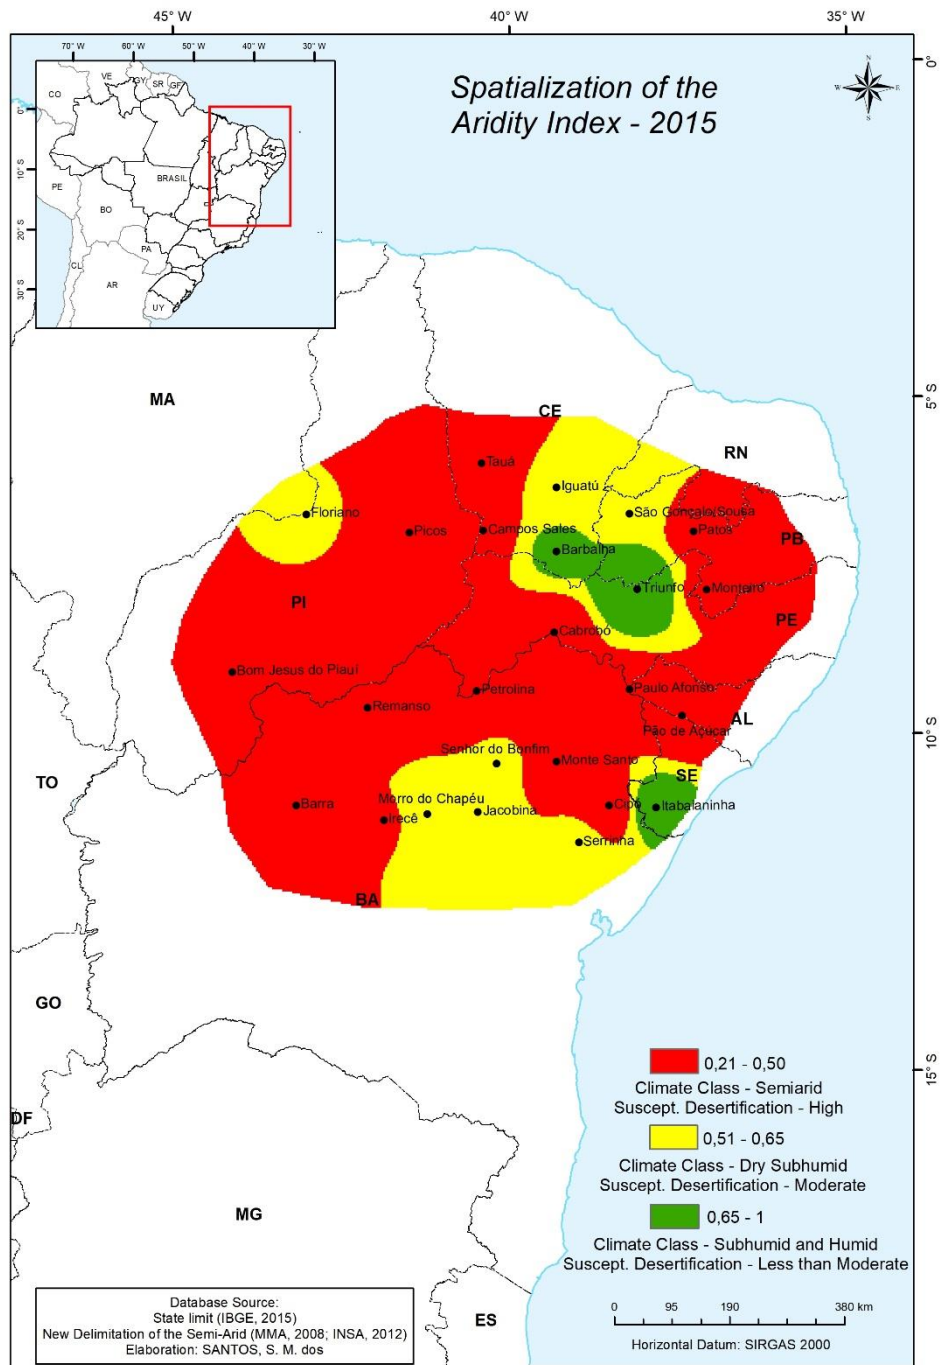 45° W
40° W
35° W
70° W
60° W
50° W
40° W
30° W
0°
10° S
20° S
30° S
CO
VE
GY
SR
GF
PE
BRASIL
BO
PA
CL
AR
UY
Spatialization of the
Aridity Index - 2015
N
W
E
S
0°
5° S
10° S
15° S
MA
CE
RN
Tauá
Iguatú
Floriano
São Gonçalo/Sousa
Picos
Campos Sales
Patos
PB
Barbalha
PI
Triunfo
Monteiro
PE
Cabrobó
Bom Jesus do Piauí
Petrolina
Paulo Afonso
Remanso
Pão de Açúcar
AL
Senhor do Bonfim
Monte Santo
TO
SE
Barra
Morro do Chapéu
Jacobina
Cipó
Itabaianinha
Irecê
Serrinha
BA
GO
DF
MG
ES
0,21 - 0,50
Climate Class - Semiarid
Suscept. Desertification - High
0,51 - 0,65
Climate Class - Dry Subhumid
Suscept. Desertification - Moderate
0,65 - 1
Climate Class - Subhumid and Humid
Suscept. Desertification - Less than Moderate
Database Source:
State limit (IBGE, 2015)
New Delimitation of the Semi-Arid (MMA, 2008; INSA, 2012)
Elaboration: SANTOS, S. M. dos
0 95 190 380 km
Horizontal Datum: SIRGAS 2000